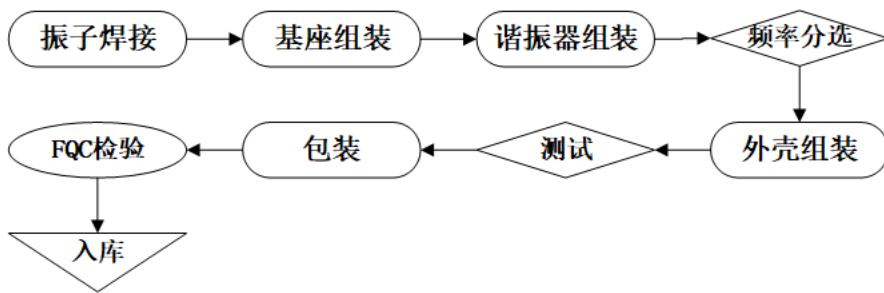 振子焊接
基座组装
谐振器组装
频率分选
外壳组装
测试
包装
FQC检验
入库